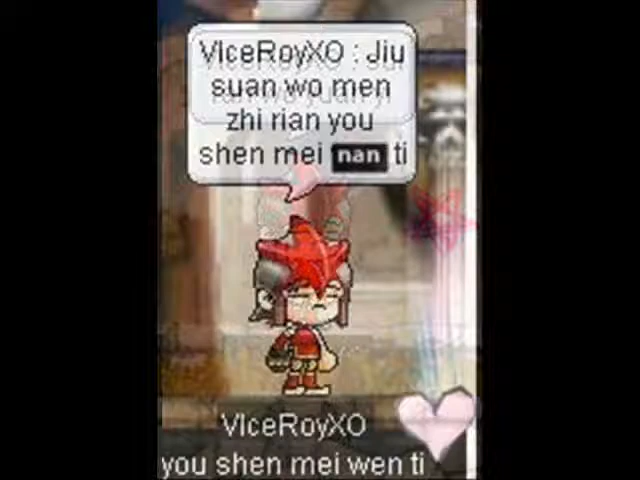 VIceRoyXO : Jiu
suan wo men
zhi rian you
shen mei nan ti
VIceRoyXO
you shen mei wen ti